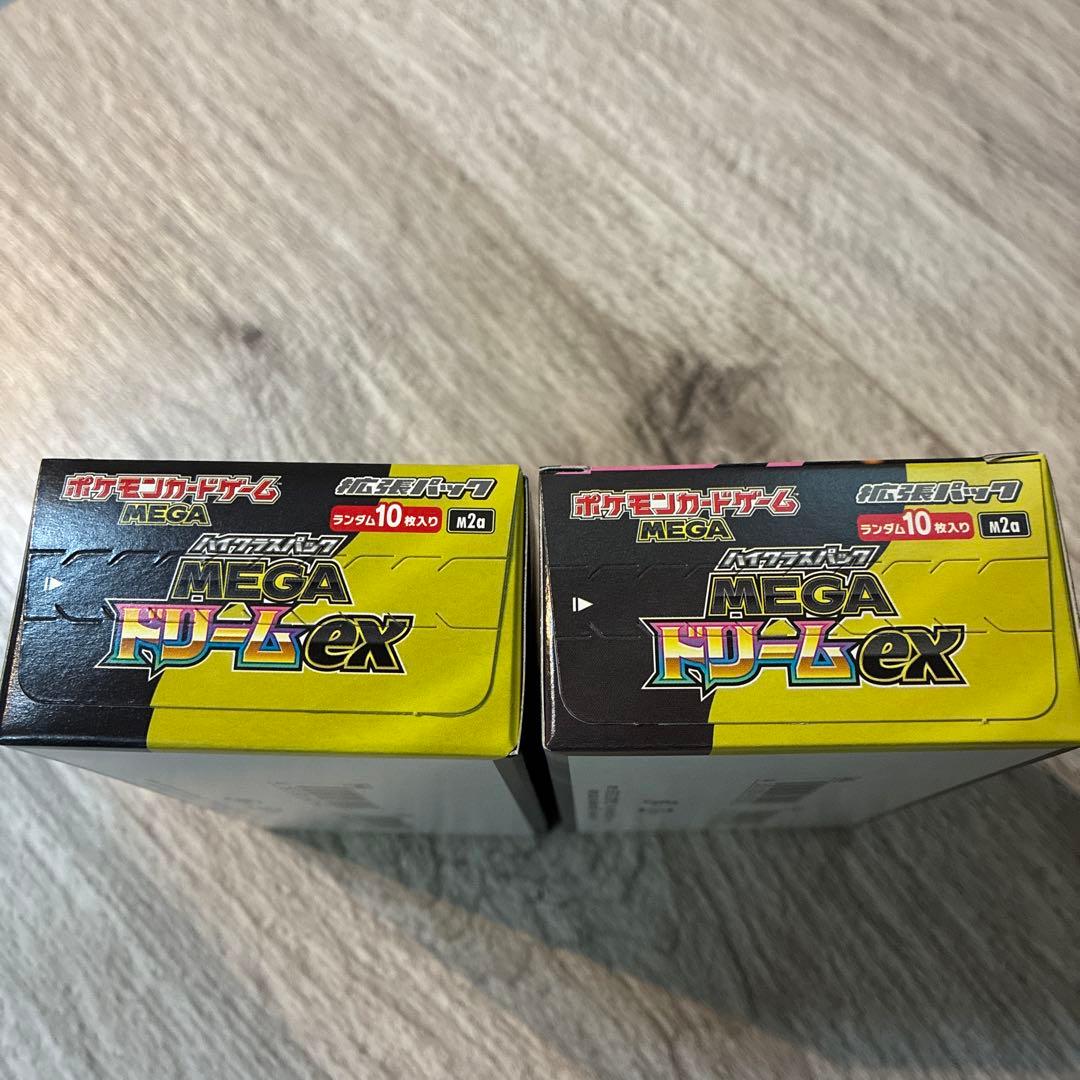 ポケモンカードゲーム
MEGA
拡張パック
ランダム10枚入り M2a
ハイクラスパック
MEGA
ドリームex
ポケモンカードゲーム
MEGA
拡張パック
ランダム10枚入り M2a
ハイクラスパック
MEGA
ドリームex